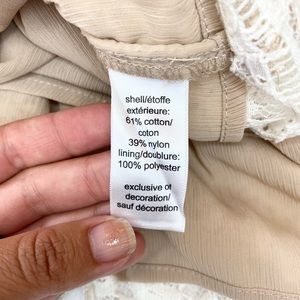 shell/étoffe
extérieure:
61% cotton/
coton
39% nylon
lining/doublure:
100% polyester
exclusive of
decoration/
sauf décoration